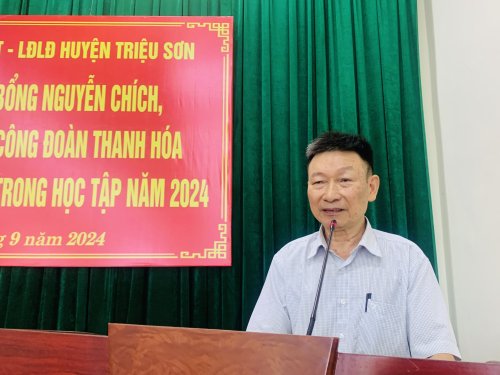 T - LĐLĐ HUYỆN TRIỆU SƠN
BỔNG NGUYỄN CHÍCH,
CÔNG ĐOÀN THANH HÓA
TRONG HỌC TẬP NĂM 2024
g 9 năm 2024